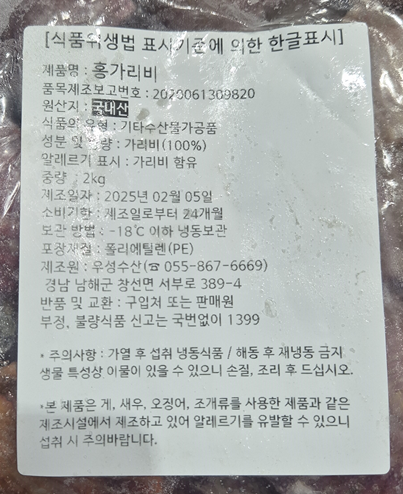 [식품위생법 표시기준에 의한 한글표시]
제품명 : 홍가리비
품목제조보고번호 : 2020061309820
원산지 : 국내산
식품의 유형 : 기타수산물가공품
성분 및 함량 : 가리비(100%)
알레르기 표시 : 가리비 함유
중량 : 2kg
제조일자 : 2025년 02월 05일
소비기한 : 제조일로부터 24개월
보관 방법 : -18℃ 이하 냉동보관
포장재질 : 폴리에틸렌(PE)
제조원 : 우성수산(☎ 055-867-6669)
경남 남해군 창선면 서부로 389-4
반품 및 교환 : 구입처 또는 판매원
부정, 불량식품 신고는 국번없이 1399
* 주의사항 : 가열 후 섭취 냉동식품 / 해동 후 재냉동 금지
생물 특성상 이물이 있을 수 있으니 손질, 조리 후 드십시오.
*본 제품은 게, 새우, 오징어, 조개류를 사용한 제품과 같은
제조시설에서 제조하고 있어 알레르기를 유발할 수 있으니
섭취 시 주의바랍니다.